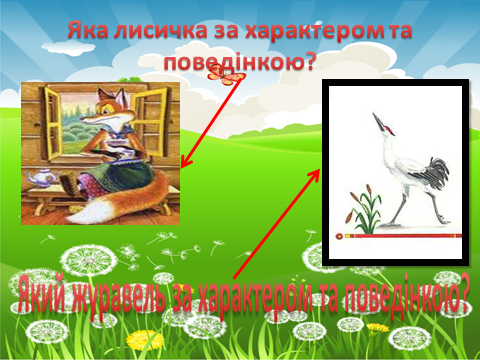 Яка лисичка за характером та
поведінкою?
Який журавель за характером та поведінкою?